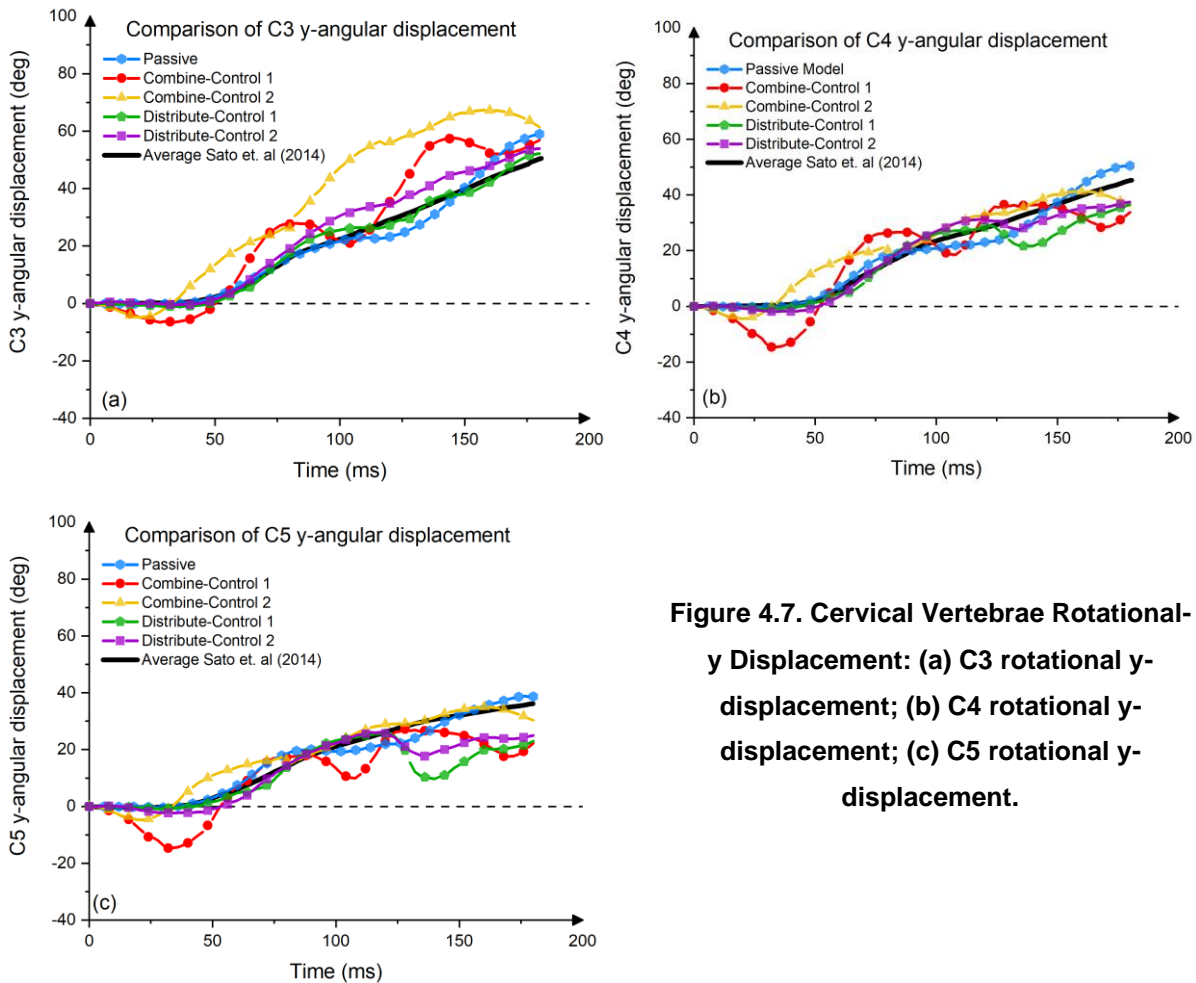 Comparison of C3 y-angular displacement
Passive
Combine-Control 1
Combine-Control 2
Distribute-Control 1
Distribute-Control 2
Average Sato et. al (2014)
C3 y-angular displacement (deg)
100
80
60
40
20
0
-20
-40
(a)
0 50 100 150 200
Time (ms)
Comparison of C4 y-angular displacement
Passive Model
Combine-Control 1
Combine-Control 2
Distribute-Control 1
Distribute-Control 2
Average Sato et. al (2014)
C4 y-angular displacement (deg)
100
80
60
40
20
0
-20
-40
(b)
0 50 100 150 200
Time (ms)
Comparison of C5 y-angular displacement
Passive
Combine-Control 1
Combine-Control 2
Distribute-Control 1
Distribute-Control 2
Average Sato et. al (2014)
C5 y-angular displacement (deg)
100
80
60
40
20
0
-20
-40
(c)
0 50 100 150 200
Time (ms)
Figure 4.7. Cervical Vertebrae Rotational-
y Displacement: (a) C3 rotational y-
displacement; (b) C4 rotational y-
displacement; (c) C5 rotational y-
displacement.